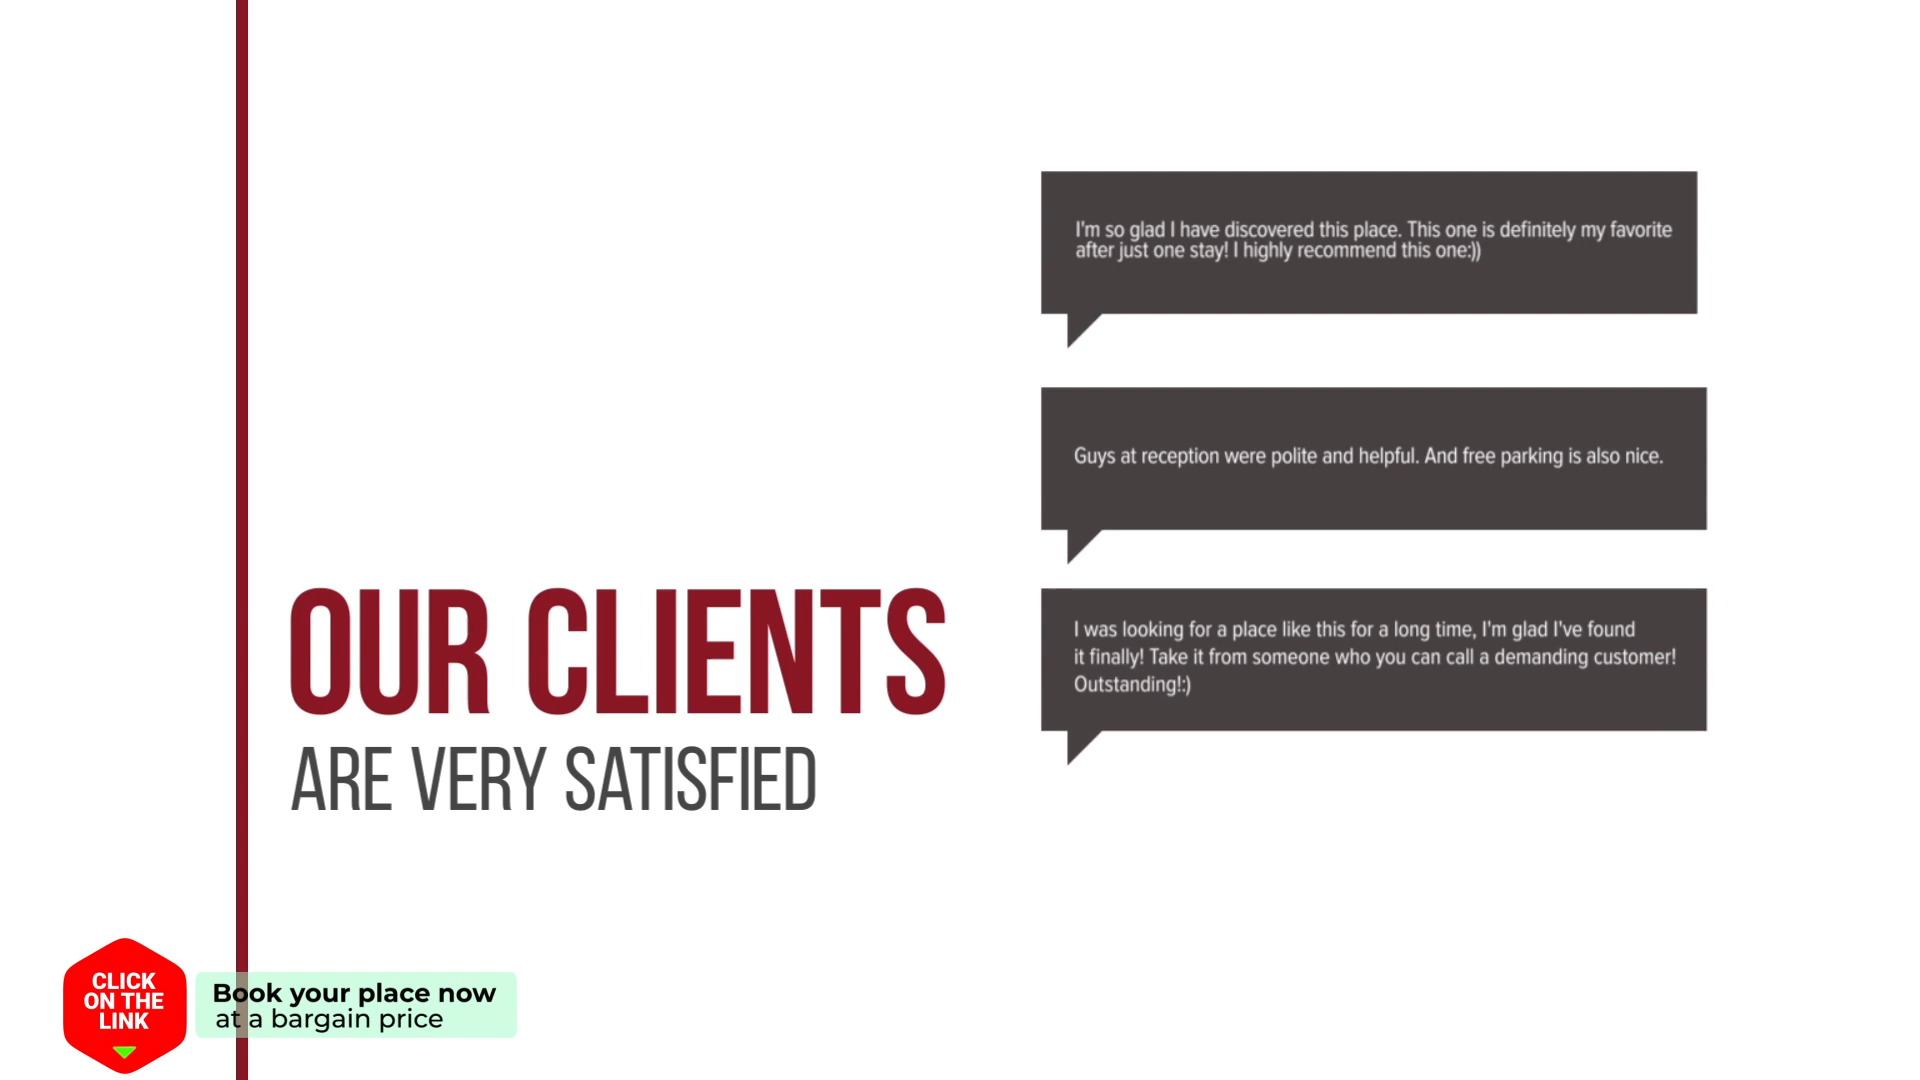 I'm so glad I have discovered this place. This one is definitely my favorite
after just one stay! I highly recommend this one:))
Guys at reception were polite and helpful. And free parking is also nice.
I was looking for a place like this for a long time, I'm glad I've found
it finally! Take it from someone who you can call a demanding customer!
Outstanding!:)
OUR CLIENTS
ARE VERY SATISFIED
CLICK
ON THE
LINK
Book your place now
at a bargain price